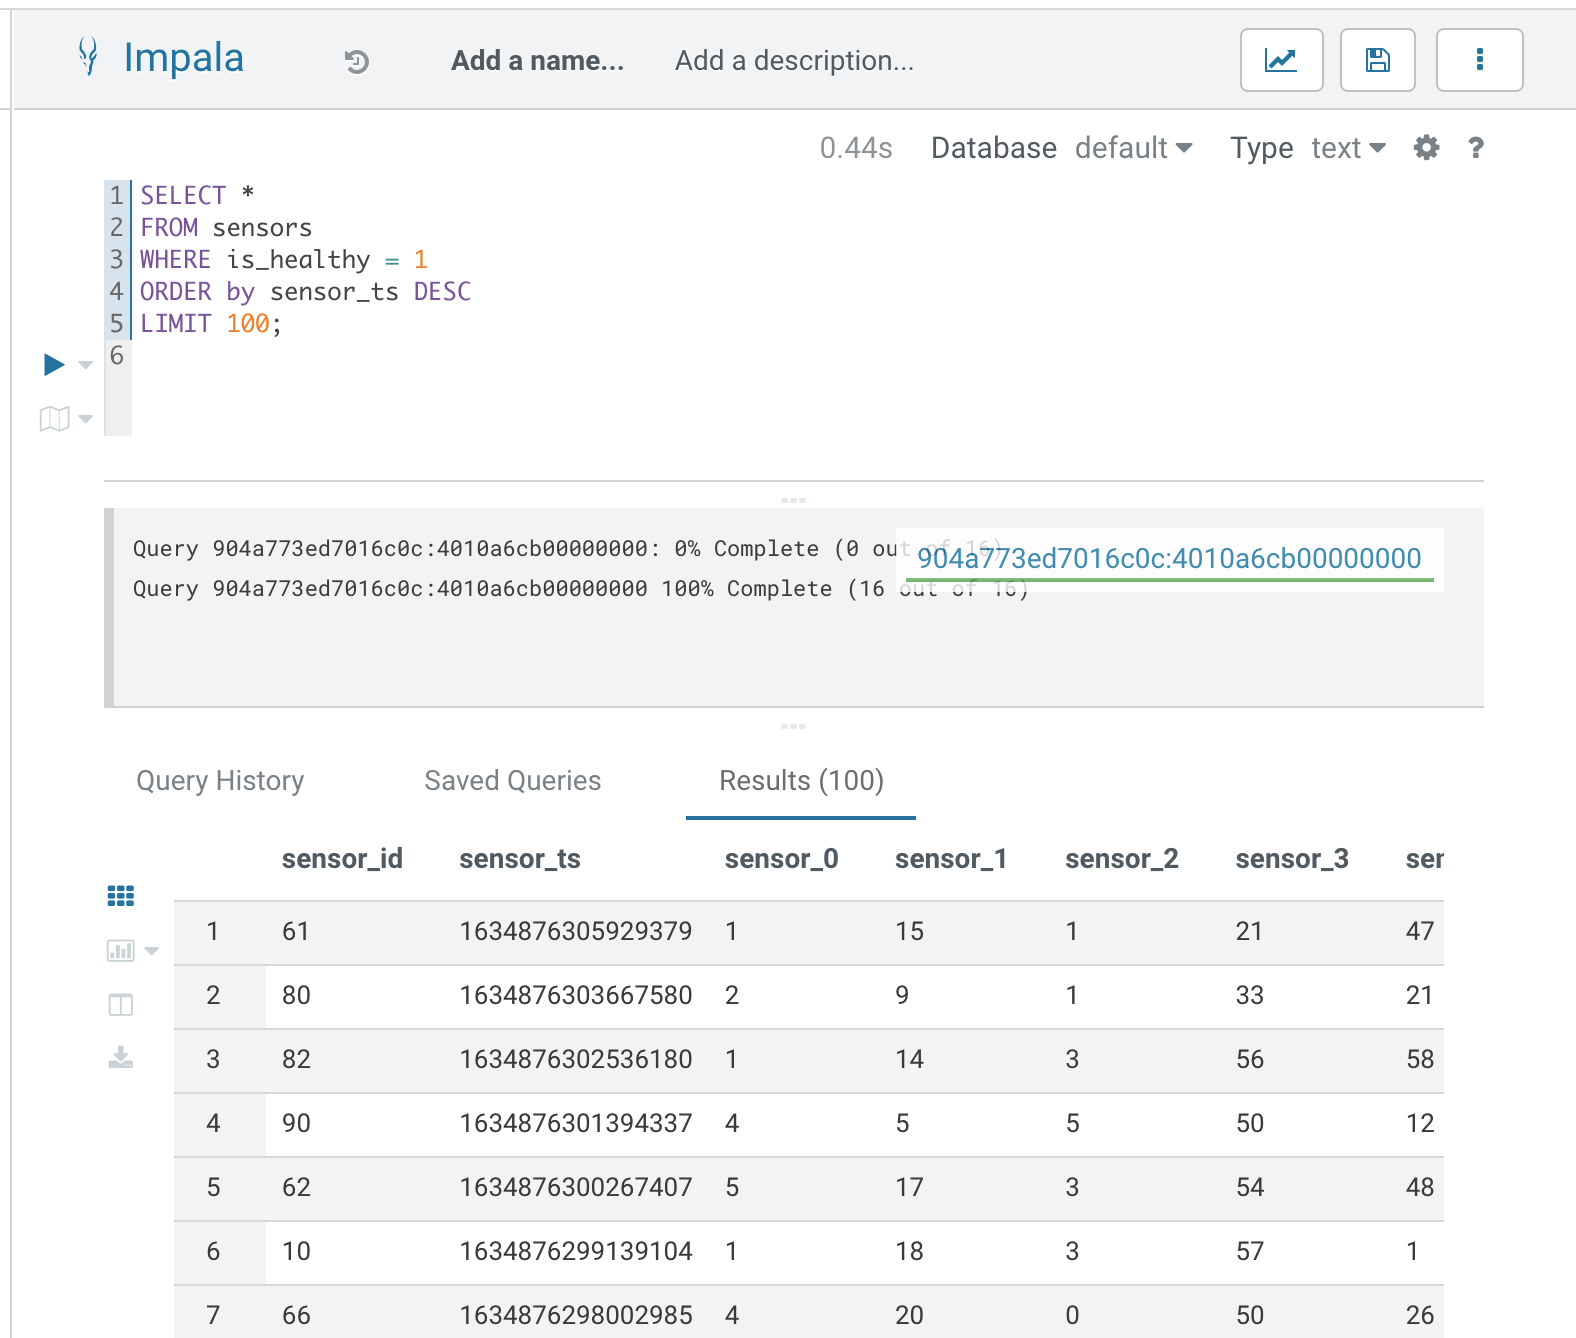 Impala Add a name... Add a description...
0.44s Database default Type text ?
1 SELECT *
2 FROM sensors
3 WHERE is_healthy = 1
4 ORDER by sensor_ts DESC
5 LIMIT 100;
6
Query 904a773ed7016c0c:4010a6cb00000000: 0% Complete (0 out of 16)
904a773ed7016c0c:4010a6cb00000000
Query 904a773ed7016c0c:4010a6cb00000000 100% Complete (16 out of 16)
Query History Saved Queries Results (100)
sensor_id sensor_ts sensor_0 sensor_1 sensor_2 sensor_3 ser
1 61 1634876305929379 1 15 1 21 47
2 80 1634876303667580 2 9 1 33 21
3 82 1634876302536180 1 14 3 56 58
4 90 1634876301394337 4 5 5 50 12
5 62 1634876300267407 5 17 3 54 48
6 10 1634876299139104 1 18 3 57 1
7 66 1634876298002985 4 20 0 50 26